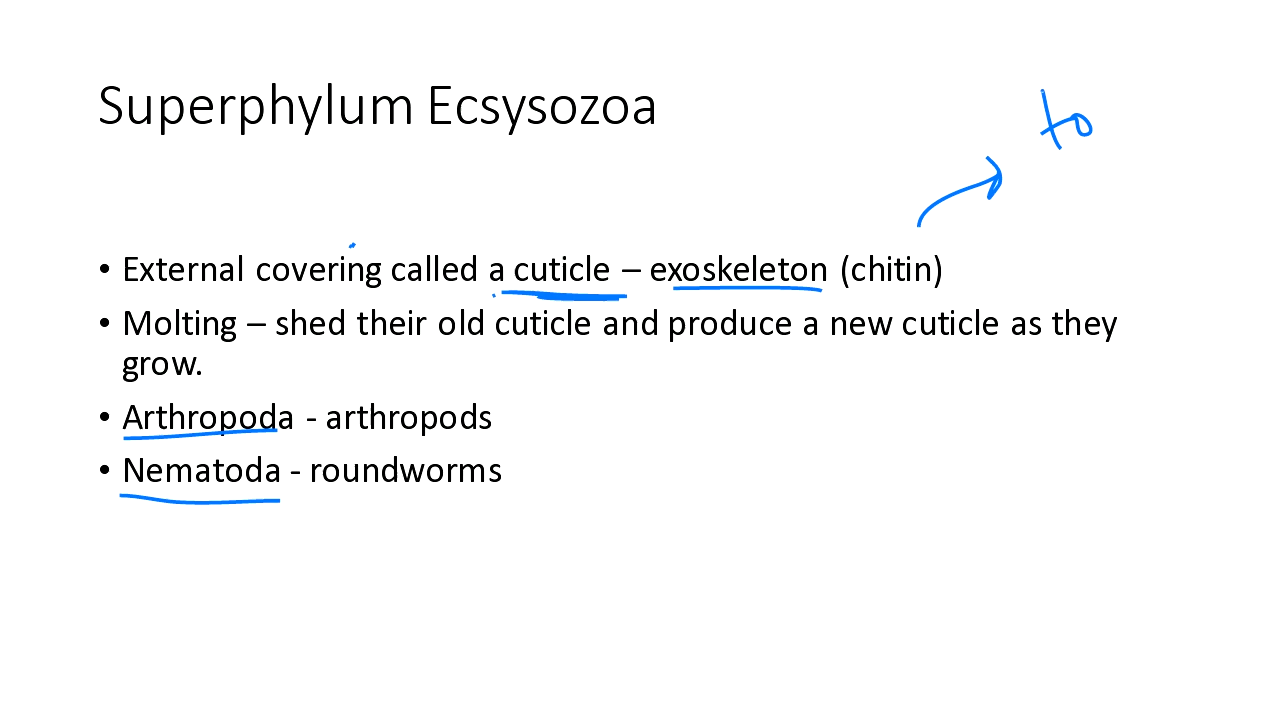 Superphylum Ecsysozoa
to
• External covering called a cuticle – exoskeleton (chitin)
• Molting – shed their old cuticle and produce a new cuticle as they
grow.
• Arthropoda - arthropods
• Nematoda - roundworms